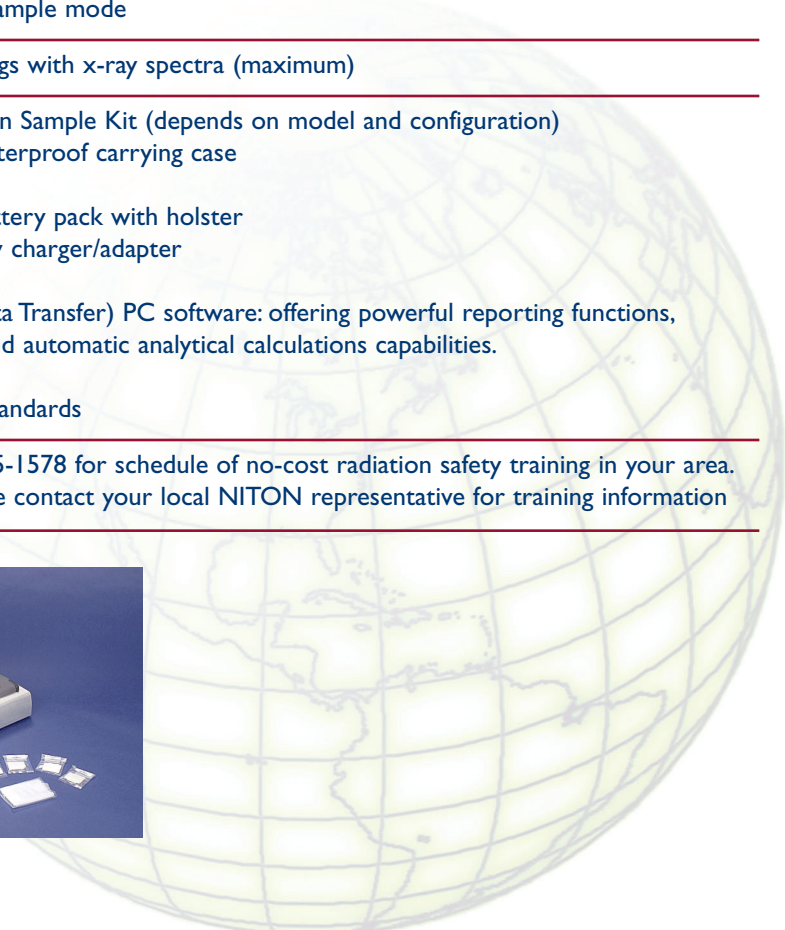 ample mode
gs with x-ray spectra (maximum)
n Sample Kit (depends on model and configuration)
terproof carrying case
ttery pack with holster
y charger/adapter
ta Transfer) PC software: offering powerful reporting functions,
d automatic analytical calculations capabilities.
andards
5-1578 for schedule of no-cost radiation safety training in your area.
e contact your local NITON representative for training information